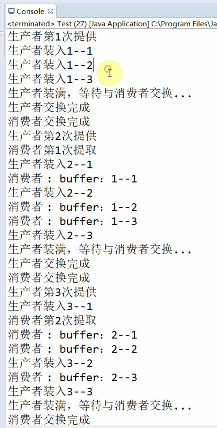 Console
<terminated> Test (27) [Java Application] C:\Program Files\Ja
生产者第1次提供
生产者装入1--1
生产者装入1--2
生产者装入1--3
生产者装满，等待与消费者交换...
生产者交换完成
消费者交换完成
生产者第2次提供
消费者第1次提取
生产者装入2--1
消费者 : buffer：1--1
生产者装入2--2
消费者 : buffer：1--2
消费者 : buffer：1--3
生产者装入2--3
生产者装满，等待与消费者交换...
生产者交换完成
消费者交换完成
生产者第3次提供
消费者第2次提取
生产者装入3--1
消费者 : buffer：2--1
消费者 : buffer：2--2
生产者装入3--2
消费者 : buffer：2--3
生产者装入3--3
生产者装满，等待与消费者交换...
消费者交换完成